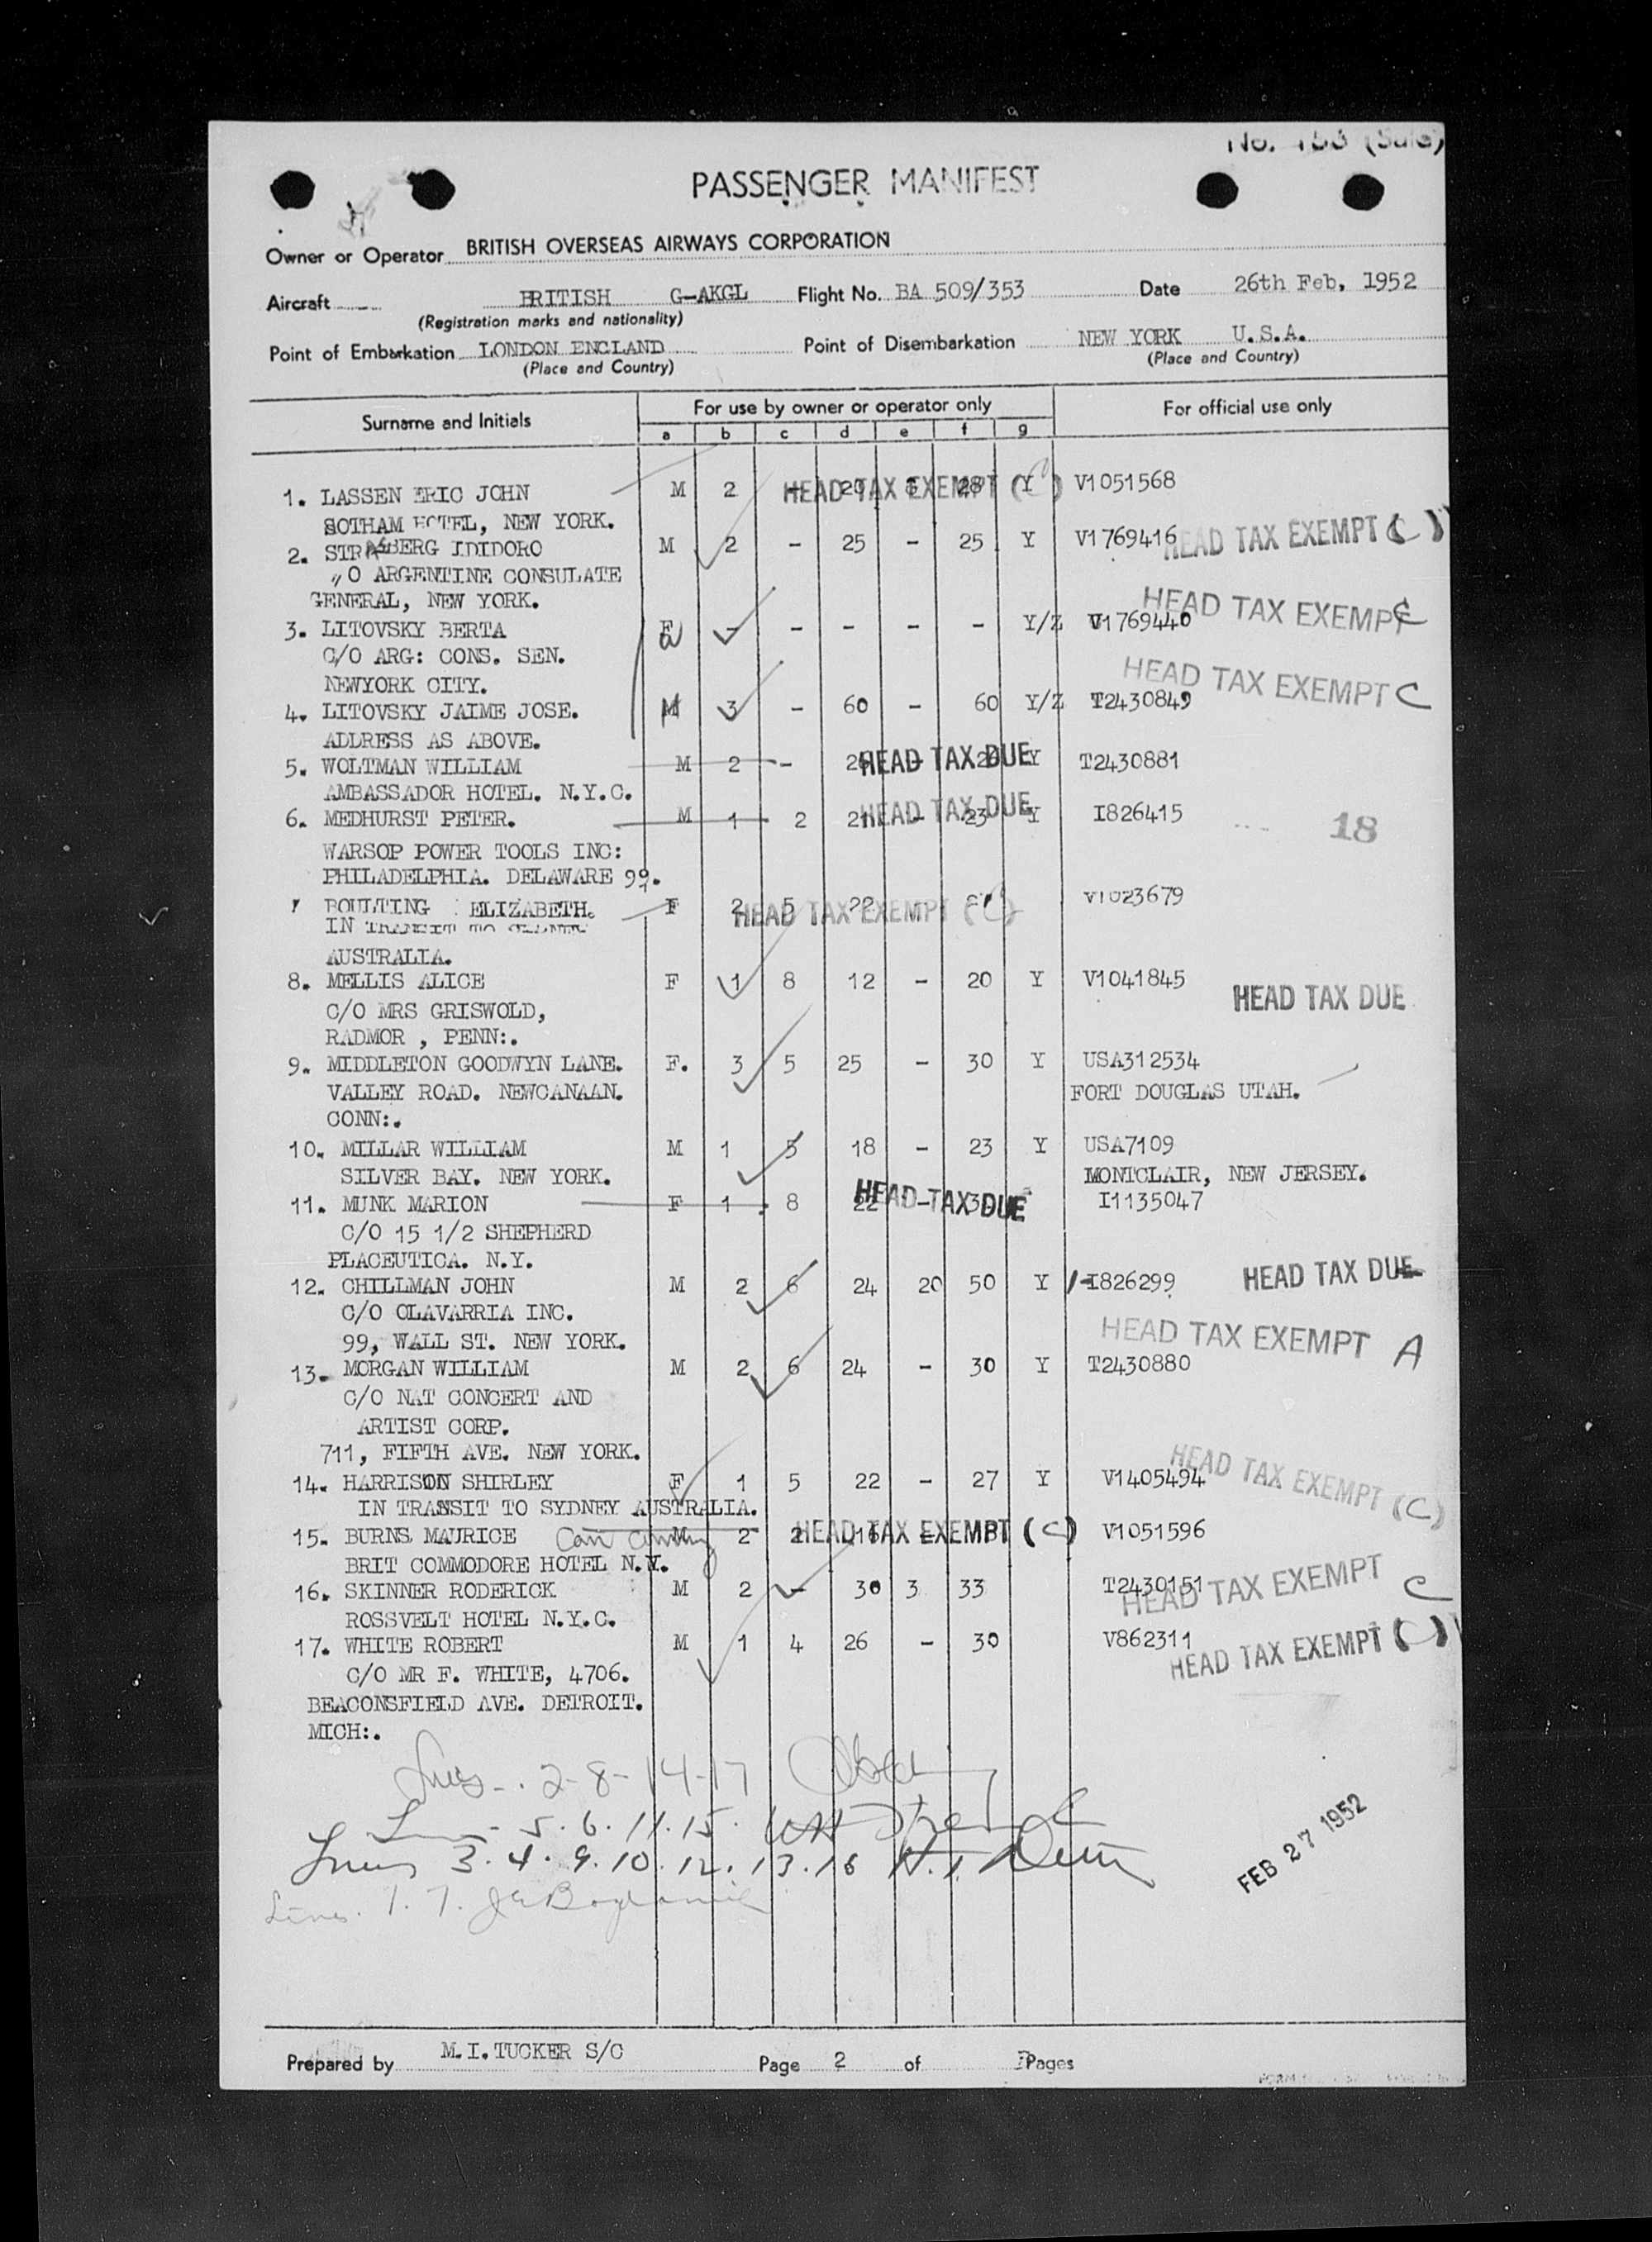 PASSENGER MANIFEST
Owner or Operator BRITISH OVERSEAS AIRWAYS CORPORATION
Aircraft BRITISH G-AKGL Flight No. BA 509/353 Date 26th Feb, 1952
(Registration marks and nationality)
Point of Embarkation LONDON ENGLAND Point of Disembarkation NEW YORK U.S.A.
(Place and Country) (Place and Country)
Surname and Initials For use by owner or operator only For official use only
a b c d e f g
1. LASSEN ERIC JOHN M 2 HEAD TAX EXEMPT (C) Y V1051568
GOTHAM HOTEL, NEW YORK.
2. STRASBERG IDIDORO M 2 - 25 - 25 Y V1769416 HEAD TAX EXEMPT (C)
C/O ARGENTINE CONSULATE
GENERAL, NEW YORK.
HEAD TAX EXEMPT C
3. LITOVSKY BERTA F - - - - - Y/Z V1769440
C/O ARG: CONS. SEN.
NEWYORK CITY.
HEAD TAX EXEMPT C
4. LITOVSKY JAIME JOSE. M 3 - 60 - 60 Y/Z T2430849
ADDRESS AS ABOVE.
5. WOLTMAN WILLIAM M 2 - HEAD TAX DUE Y T2430881
AMBASSADOR HOTEL. N.Y.C.
6. MEDHURST PETER. M 1 2 21 HEAD TAX DUE 23 Y I826415 18
WARSOP POWER TOOLS INC:
PHILADELPHIA. DELAWARE 99.
BOULTING ELIZABETH. F 2 5 22 HEAD TAX EXEMPT (C) V1023679
IN TRANSIT TO SYDNEY
AUSTRALIA.
8. MELLIS ALICE F 1 8 12 - 20 Y V1041845 HEAD TAX DUE
C/O MRS GRISWOLD,
RADMOR , PENN:.
9. MIDDLETON GOODWYN LANE. F. 3 5 25 - 30 Y USA312534
VALLEY ROAD. NEWCANAAN. FORT DOUGLAS UTAH.
CONN:.
10. MILLAR WILLIAM M 1 5 18 - 23 Y USA7109
SILVER BAY. NEW YORK. MONTCLAIR, NEW JERSEY.
11. MUNK MARION F 1 8 22 - HEAD TAX DUE I1135047
C/O 15 1/2 SHEPHERD
PLACEUTICA. N.Y.
12. CHILLMAN JOHN M 2 6 24 20 50 Y I826299 HEAD TAX DUE
C/O OLAVARRIA INC.
99, WALL ST. NEW YORK. HEAD TAX EXEMPT A
13. MORGAN WILLIAM M 2 6 24 - 30 Y T2430880
C/O NAT CONCERT AND
ARTIST CORP.
711, FIFTH AVE. NEW YORK.
14. HARRISON SHIRLEY F 1 5 22 - 27 Y V1405494 HEAD TAX EXEMPT (C)
IN TRANSIT TO SYDNEY AUSTRALIA.
15. BURNS MAURICE M 2 2 16 - HEAD TAX EXEMPT (C) V1051596
BRIT COMMODORE HOTEL N.Y.
16. SKINNER RODERICK M 2 - 30 3 33 T2430151 HEAD TAX EXEMPT C
ROSSVELT HOTEL N.Y.C.
17. WHITE ROBERT M 1 4 26 - 30 V862311 HEAD TAX EXEMPT (C)
C/O MR F. WHITE, 4706.
BEACONSFIELD AVE. DETROIT.
MICH:.
2-8-14-17
5. 6. 11. 15.
Lines 3. 4. 9. 10. 12. 13. 16
Lines. 1. 7.
FEB 27 1952
Prepared by M.I.TUCKER S/C Page 2 of Pages